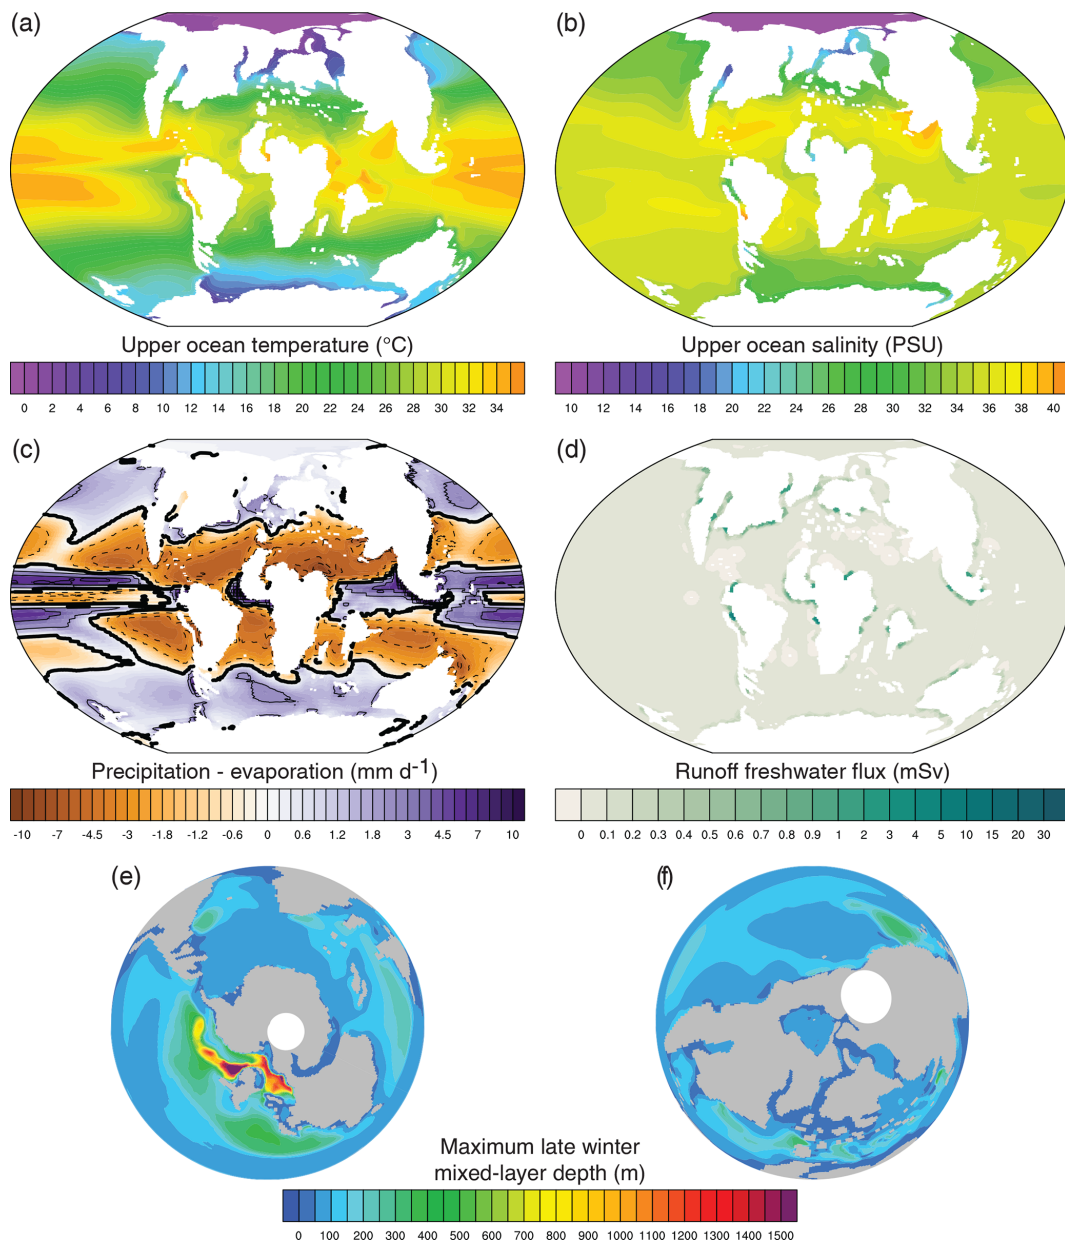 (a)
(b)
Upper ocean temperature (°C)
0 2 4 6 8 10 12 14 16 18 20 22 24 26 28 30 32 34
Upper ocean salinity (PSU)
10 12 14 16 18 20 22 24 26 28 30 32 34 36 38 40
(c)
(d)
Precipitation - evaporation (mm d-1)
-10 -7 -4.5 -3 -1.8 -1.2 -0.6 0 0.6 1.2 1.8 3 4.5 7 10
Runoff freshwater flux (mSv)
0 0.1 0.2 0.3 0.4 0.5 0.6 0.7 0.8 0.9 1 2 3 4 5 10 15 20 30
(e)
(f)
Maximum late winter
mixed-layer depth (m)
0 100 200 300 400 500 600 700 800 900 1000 1100 1200 1300 1400 1500